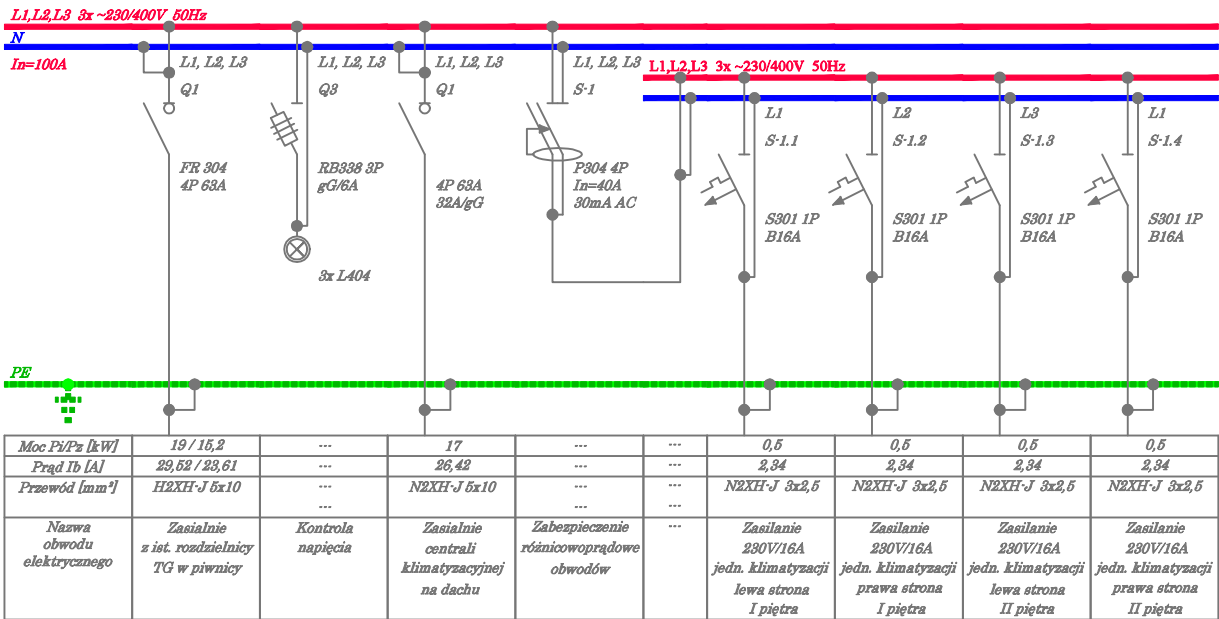 L1,L2,L3 3x ~230/400V 50Hz
N
In=100A
L1, L2, L3
Q1
FR 304
4P 63A
L1, L2, L3
Q3
RB338 3P
gG/6A
3x L404
L1, L2, L3
Q1
4P 63A
32A/gG
L1, L2, L3
S-1
P304 4P
In=40A
30mA AC
L1,L2,L3 3x ~230/400V 50Hz
L1
S-1.1
S301 1P
B16A
L2
S-1.2
S301 1P
B16A
L3
S-1.3
S301 1P
B16A
L1
S-1.4
S301 1P
B16A
PE
Moc Pi/Pz [kW] 19 / 15,2 --- 17 --- --- 0,5 0,5 0,5 0,5
Prąd Ib [A] 29,52 / 23,61 --- 26,42 --- --- 2,34 2,34 2,34 2,34
Przewód [mm²] H2XH-J 5x10 --- N2XH-J 5x10 --- --- N2XH-J 3x2,5 N2XH-J 3x2,5 N2XH-J 3x2,5 N2XH-J 3x2,5
--- --- ---
Nazwa
obwodu
elektrycznego
Zasialnie
z ist. rozdzielnicy
TG w piwnicy
Kontrola
napięcia
Zasialnie
centrali
klimatyzacyjnej
na dachu
Zabezpieczenie
różnicowoprądowe
obwodów
---
Zasilanie
230V/16A
jedn. klimatyzacji
lewa strona
I piętra
Zasilanie
230V/16A
jedn. klimatyzacji
prawa strona
I piętra
Zasilanie
230V/16A
jedn. klimatyzacji
lewa strona
II piętra
Zasilanie
230V/16A
jedn. klimatyzacji
prawa strona
II piętra